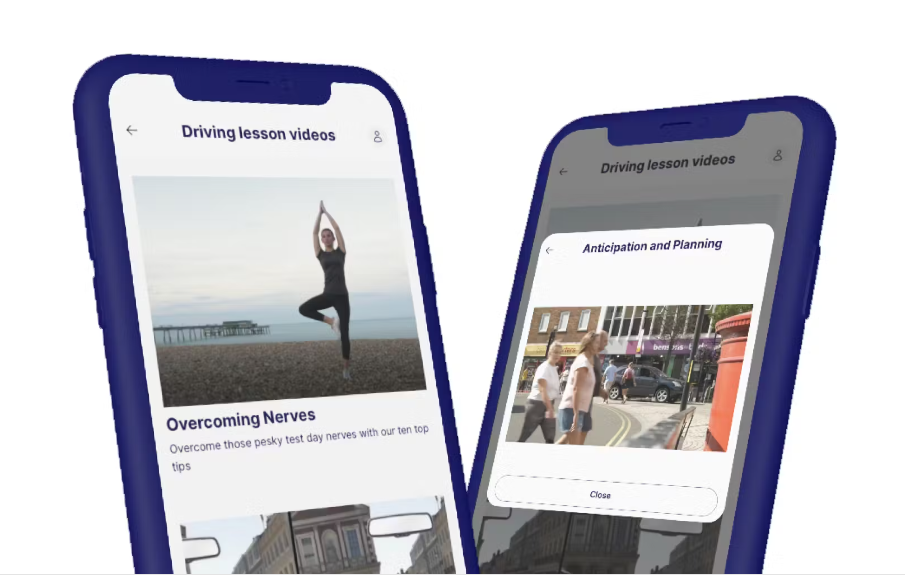 Driving lesson videos
Overcoming Nerves
Overcome those pesky test day nerves with our ten top
tips
Driving lesson videos
Anticipation and Planning
Close